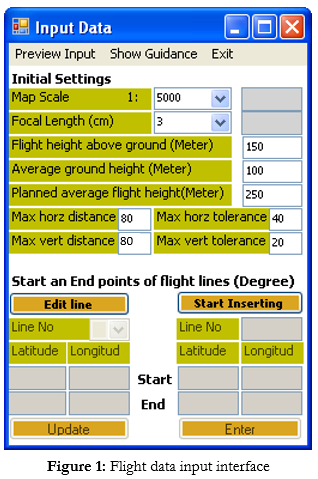 Input Data
Preview Input Show Guidance Exit
Initial Settings
Map Scale 1: 5000
Focal Length (cm) 3
Flight height above ground (Meter) 150
Average ground height (Meter) 100
Planned average flight height(Meter) 250
Max horz distance 80 Max horz tolerance 40
Max vert distance 80 Max vert tolerance 20
Start an End points of flight lines (Degree)
Edit line Start Inserting
Line No Line No
Latitude Longitud Latitude Longitud
Start
End
Update Enter
Figure 1: Flight data input interface